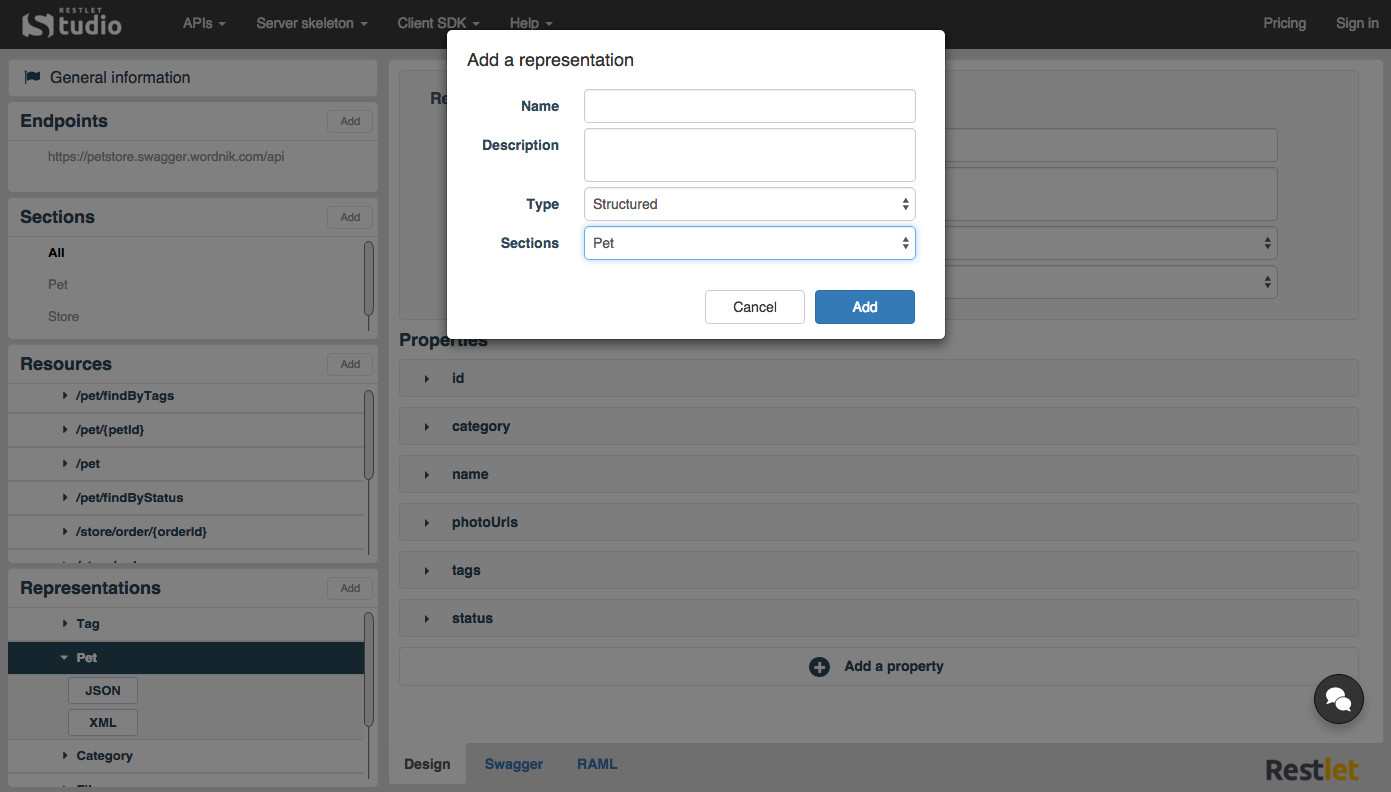 RESTLET
Studio
APIs
Server skeleton
Client SDK
Help
Pricing
Sign in
General information
Endpoints
Add
https://petstore.swagger.wordnik.com/api
Sections
Add
All
Pet
Store
Resources
Add
/pet/findByTags
/pet/{petId}
/pet
/pet/findByStatus
/store/order/{orderId}
Representations
Add
Tag
Pet
JSON
XML
Category
Add a representation
Name
Description
Type
Structured
Sections
Pet
Cancel
Add
Properties
id
category
name
photoUrls
tags
status
Add a property
Design
Swagger
RAML
Restlet